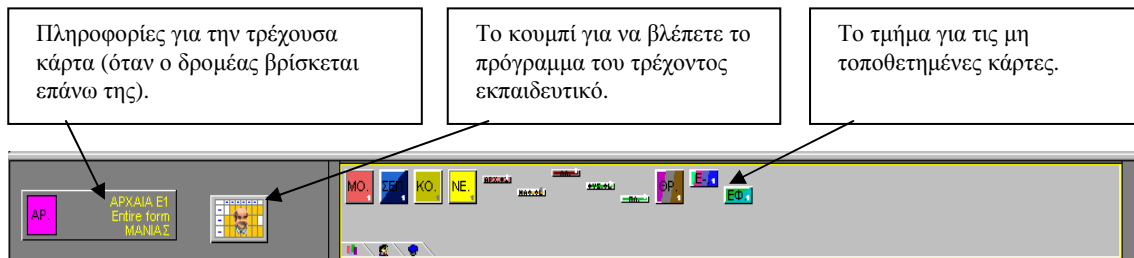 Πληροφορίες για την τρέχουσα
κάρτα (όταν ο δρομέας βρίσκεται
επάνω της).
Το κουμπί για να βλέπετε το
πρόγραμμα του τρέχοντος
εκπαιδευτικό.
Το τμήμα για τις μη
τοποθετημένες κάρτες.
ΑΡ.
ΑΡΧΑΙΑ Ε1
Entire form
ΜΑΝΙΑΣ
ΜΟ.
ΣΕΠ
ΚΟ.
ΝΕ.
ΘΡ.
Ε-.
ΕΦ.